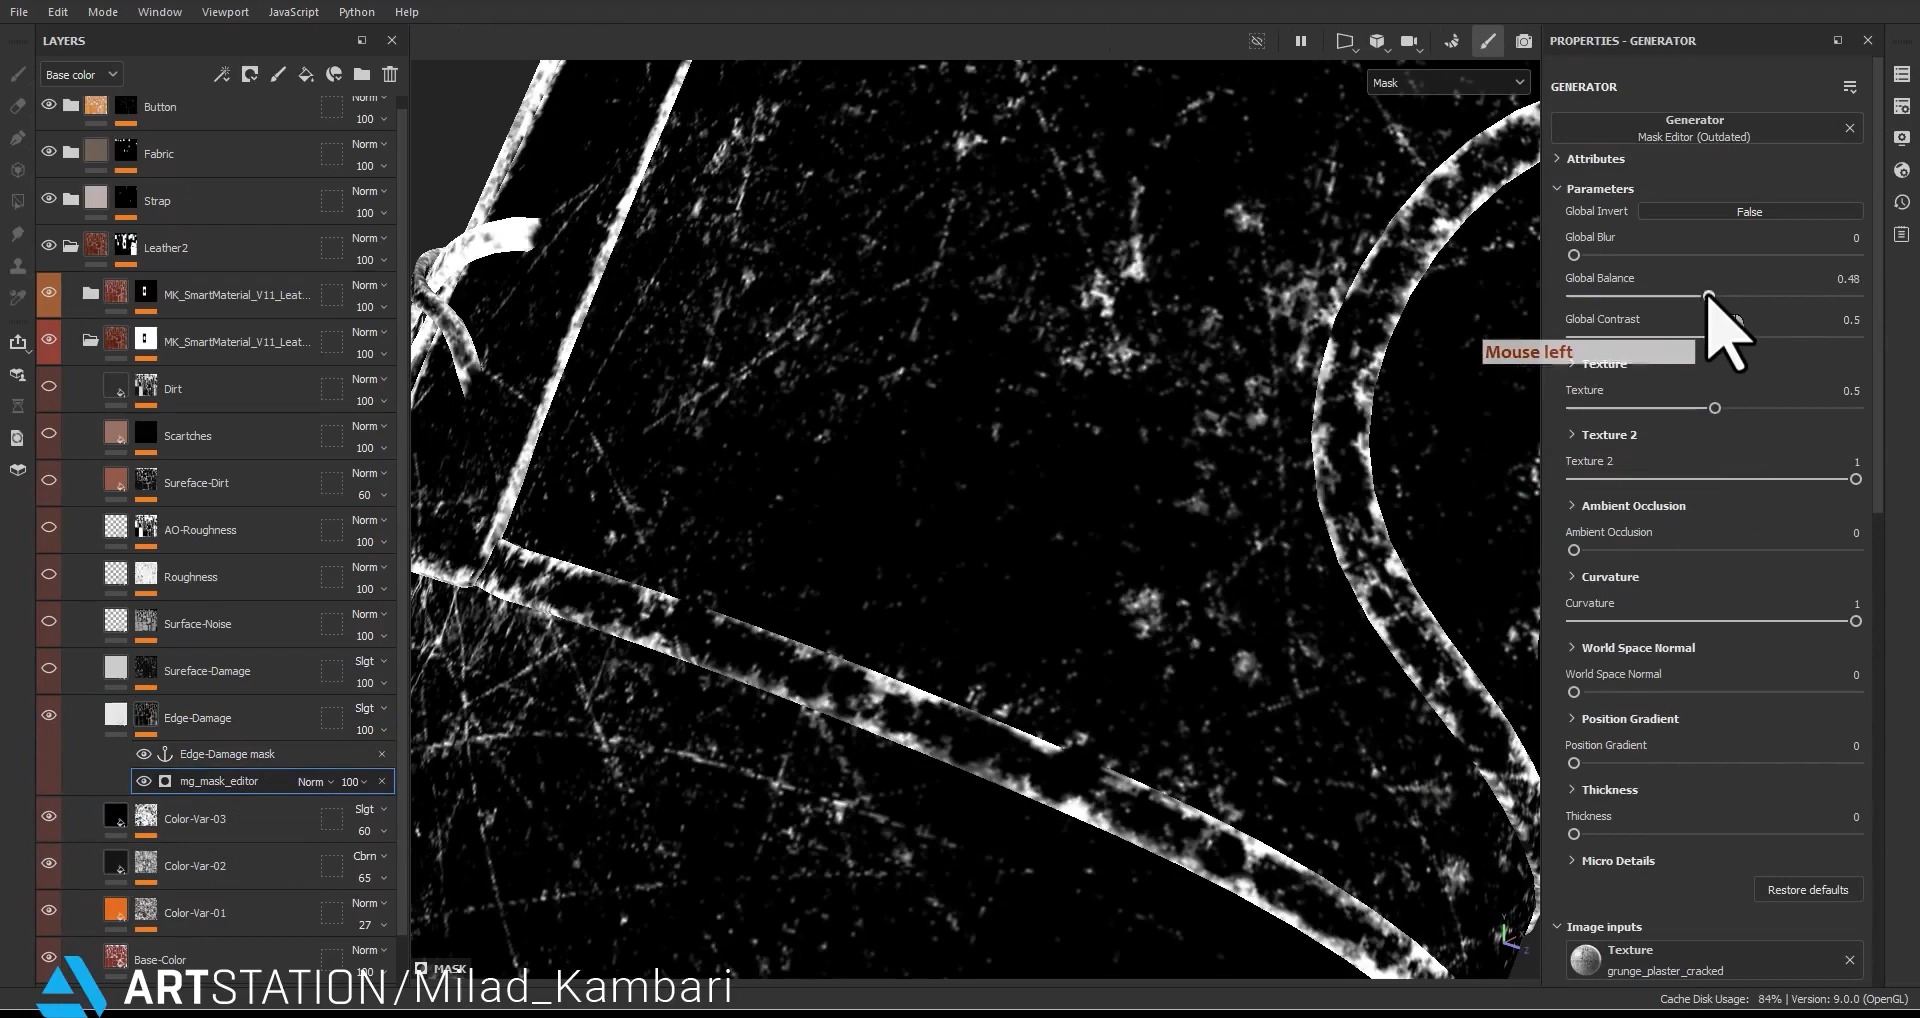 File Edit Mode Window Viewport JavaScript Python Help
LAYERS
Base color
Button Norm 100
Fabric Norm 100
Strap Norm 100
Leather2 Norm 100
MK_SmartMaterial_V11_Leat... Norm 100
MK_SmartMaterial_V11_Leat... Norm 100
Dirt Norm 100
Scartches Norm 100
Sureface-Dirt Norm 60
AO-Roughness Norm 100
Roughness Norm 100
Surface-Noise Norm 100
Sureface-Damage Slgt 100
Edge-Damage Slgt 100
Edge-Damage mask
mg_mask_editor Norm 100
Color-Var-03 Slgt 60
Color-Var-02 Cbrn 65
Color-Var-01 Norm 27
Base-Color Norm 100
MASK
ARTSTATION/Milad_Kambari
Mask
Mouse left
PROPERTIES - GENERATOR
GENERATOR
Generator
Mask Editor (Outdated)
Attributes
Parameters
Global Invert False
Global Blur 0
Global Balance 0.48
Global Contrast 0.5
Texture
Texture 0.5
Texture 2
Texture 2 1
Ambient Occlusion
Ambient Occlusion 0
Curvature
Curvature 1
World Space Normal
World Space Normal 0
Position Gradient
Position Gradient 0
Thickness
Thickness 0
Micro Details
Restore defaults
Image inputs
Texture
grunge_plaster_cracked
Cache Disk Usage: 84% | Version: 9.0.0 (OpenGL)